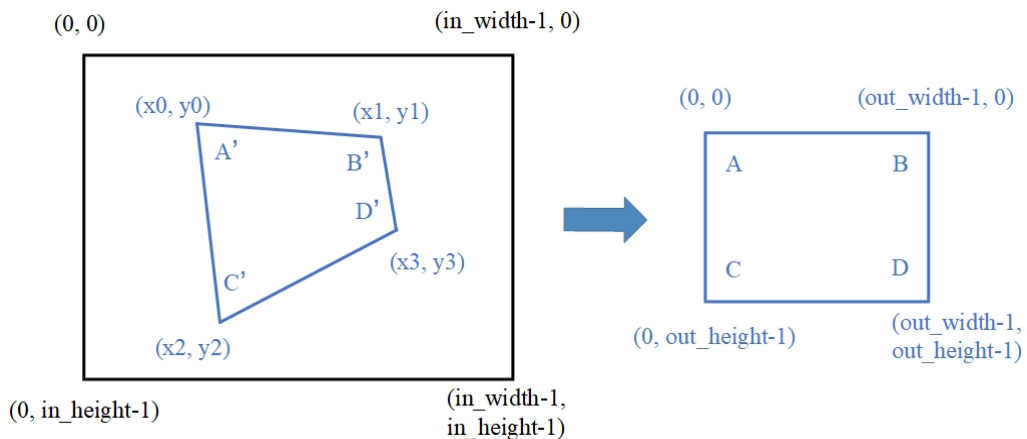 (0, 0)
(in_width-1, 0)
(x0, y0)
(x1, y1)
A’
B’
D’
C’
(x3, y3)
(x2, y2)
(0, in_height-1)
(in_width-1,
in_height-1)
(0, 0)
(out_width-1, 0)
A
B
C
D
(0, out_height-1)
(out_width-1,
out_height-1)